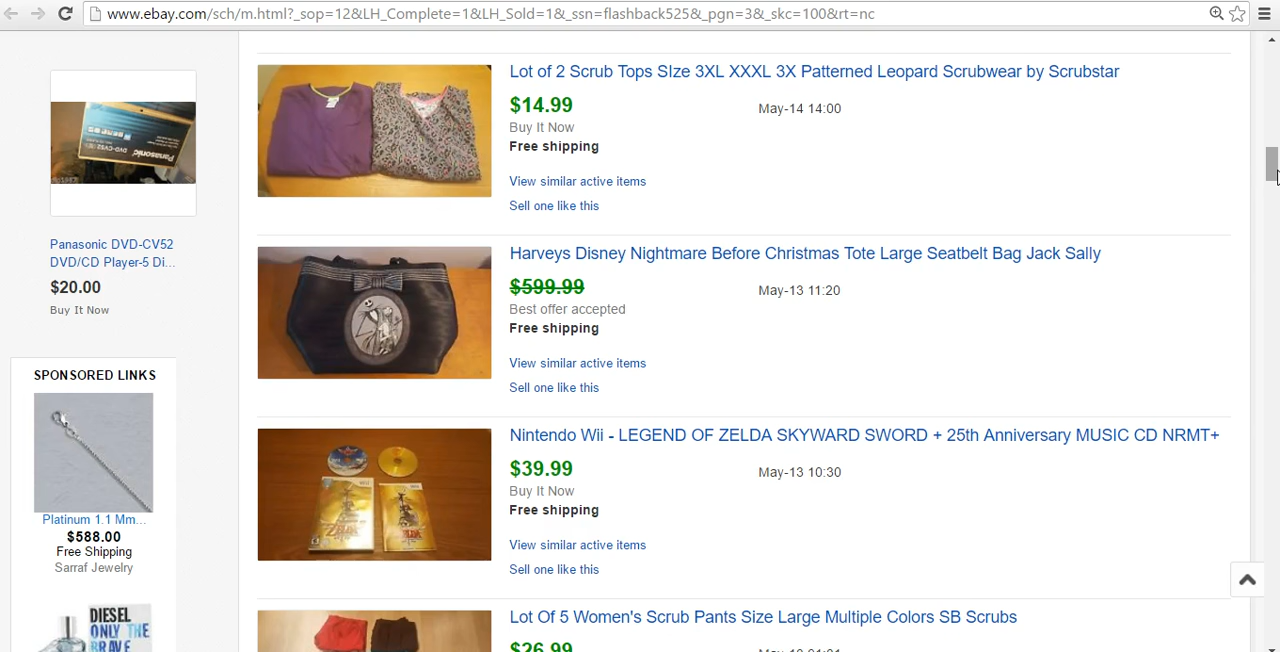 www.ebay.com/sch/m.html?_sop=12&LH_Complete=1&LH_Sold=1&_ssn=flashback525&_pgn=3&_skc=100&rt=nc
Panasonic
DVD-CV52
Panasonic DVD-CV52
DVD/CD Player-5 Di...
$20.00
Buy It Now
SPONSORED LINKS
Platinum 1.1 Mm...
$588.00
Free Shipping
Sarraf Jewelry
DIESEL
ONLY THE
BRAVE
Lot of 2 Scrub Tops SIze 3XL XXXL 3X Patterned Leopard Scrubwear by Scrubstar
$14.99
May-14 14:00
Buy It Now
Free shipping
View similar active items
Sell one like this
Harveys Disney Nightmare Before Christmas Tote Large Seatbelt Bag Jack Sally
$599.99
May-13 11:20
Best offer accepted
Free shipping
View similar active items
Sell one like this
Nintendo Wii - LEGEND OF ZELDA SKYWARD SWORD + 25th Anniversary MUSIC CD NRMT+
$39.99
May-13 10:30
Buy It Now
Free shipping
View similar active items
Sell one like this
Lot Of 5 Women's Scrub Pants Size Large Multiple Colors SB Scrubs
$26.99